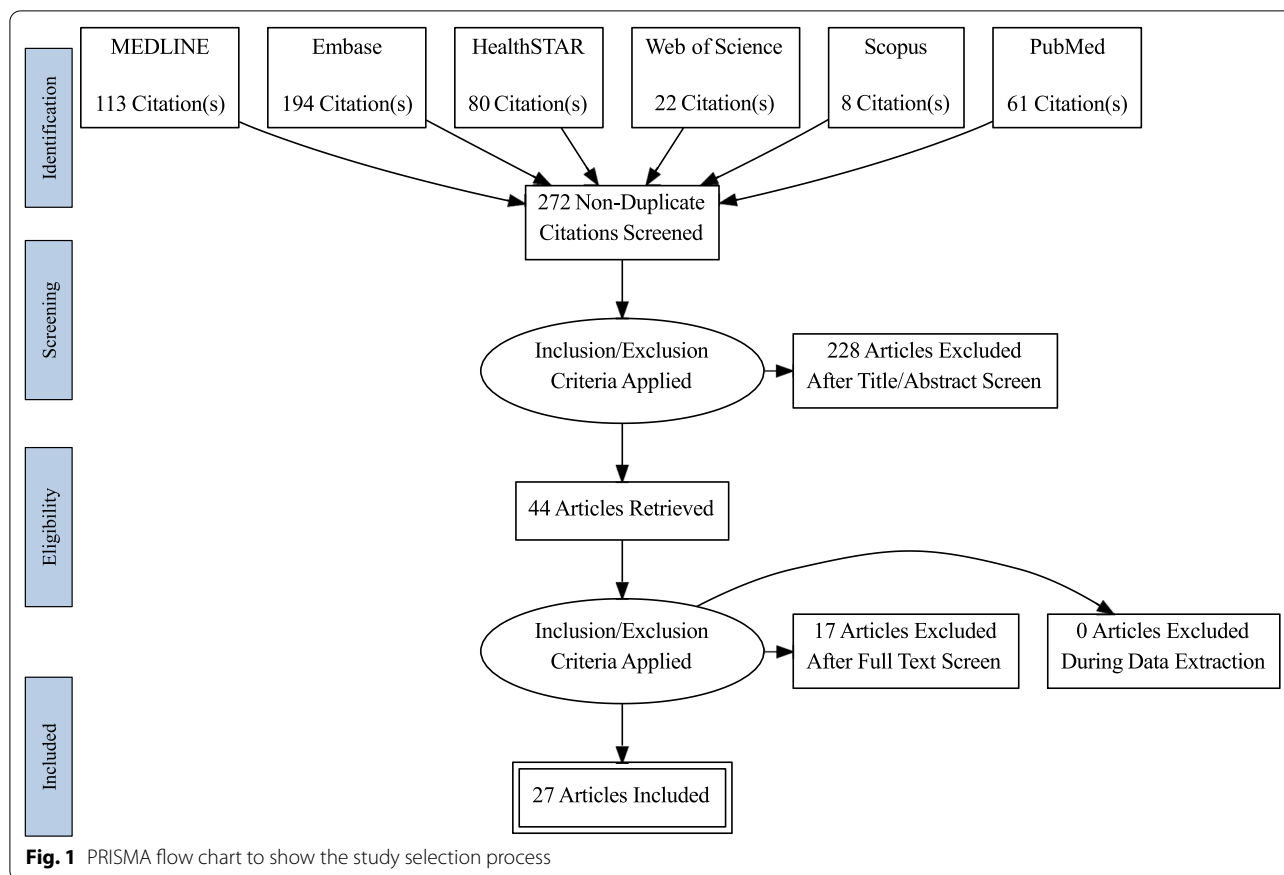 MEDLINE
113 Citation(s)
Embase
194 Citation(s)
HealthSTAR
80 Citation(s)
Web of Science
22 Citation(s)
Scopus
8 Citation(s)
PubMed
61 Citation(s)
Identification
272 Non-Duplicate
Citations Screened
Screening
Inclusion/Exclusion
Criteria Applied
228 Articles Excluded
After Title/Abstract Screen
Eligibility
44 Articles Retrieved
Inclusion/Exclusion
Criteria Applied
17 Articles Excluded
After Full Text Screen
0 Articles Excluded
During Data Extraction
Included
27 Articles Included
Fig. 1 PRISMA flow chart to show the study selection process